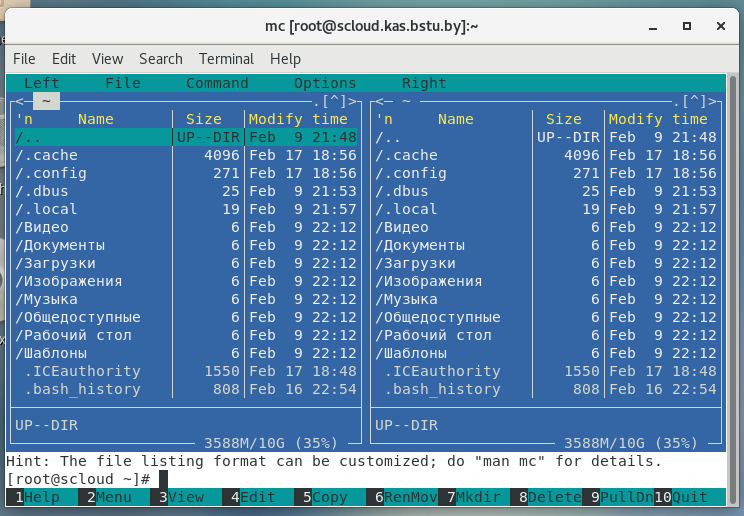 mc [root@scloud.kas.bstu.by]:~
File Edit View Search Terminal Help
Left File Command Options Right
<─ ~ ─.[^]> <─ ~ ─.[^]>
'n Name Size Modify time 'n Name Size Modify time
/.. UP--DIR Feb 9 21:48 /.. UP--DIR Feb 9 21:48
/.cache 4096 Feb 17 18:56 /.cache 4096 Feb 17 18:56
/.config 271 Feb 17 18:56 /.config 271 Feb 17 18:56
/.dbus 25 Feb 9 21:53 /.dbus 25 Feb 9 21:53
/.local 19 Feb 9 21:57 /.local 19 Feb 9 21:57
/Видео 6 Feb 9 22:12 /Видео 6 Feb 9 22:12
/Документы 6 Feb 9 22:12 /Документы 6 Feb 9 22:12
/Загрузки 6 Feb 9 22:12 /Загрузки 6 Feb 9 22:12
/Изображения 6 Feb 9 22:12 /Изображения 6 Feb 9 22:12
/Музыка 6 Feb 9 22:12 /Музыка 6 Feb 9 22:12
/Общедоступные 6 Feb 9 22:12 /Общедоступные 6 Feb 9 22:12
/Рабочий стол 6 Feb 9 22:12 /Рабочий стол 6 Feb 9 22:12
/Шаблоны 6 Feb 9 22:12 /Шаблоны 6 Feb 9 22:12
.ICEauthority 1550 Feb 17 18:48 .ICEauthority 1550 Feb 17 18:48
.bash_history 808 Feb 16 22:54 .bash_history 808 Feb 16 22:54
UP--DIR UP--DIR
3588M/10G (35%) 3588M/10G (35%)
Hint: The file listing format can be customized; do "man mc" for details.
[root@scloud ~]#
1Help 2Menu 3View 4Edit 5Copy 6RenMov 7Mkdir 8Delete 9PullDn 10Quit